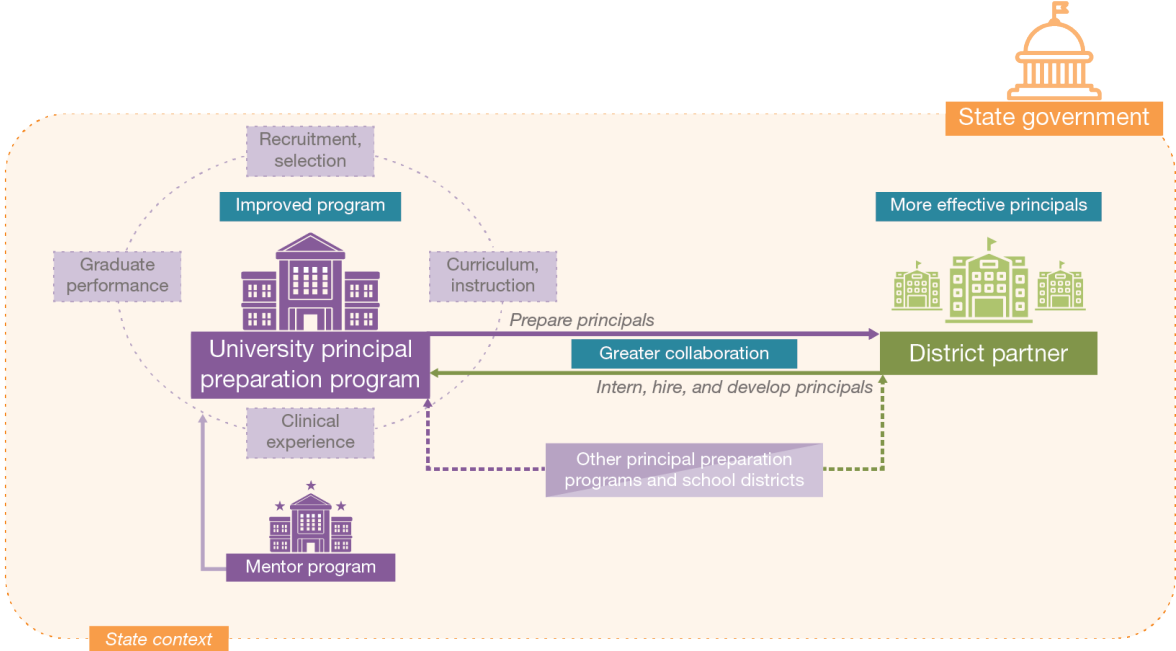 State government
Recruitment,
selection
Improved program
More effective principals
Graduate
performance
Curriculum,
instruction
Prepare principals
University principal
preparation program
Greater collaboration
District partner
Intern, hire, and develop principals
Clinical
experience
Other principal preparation
programs and school districts
Mentor program
State context